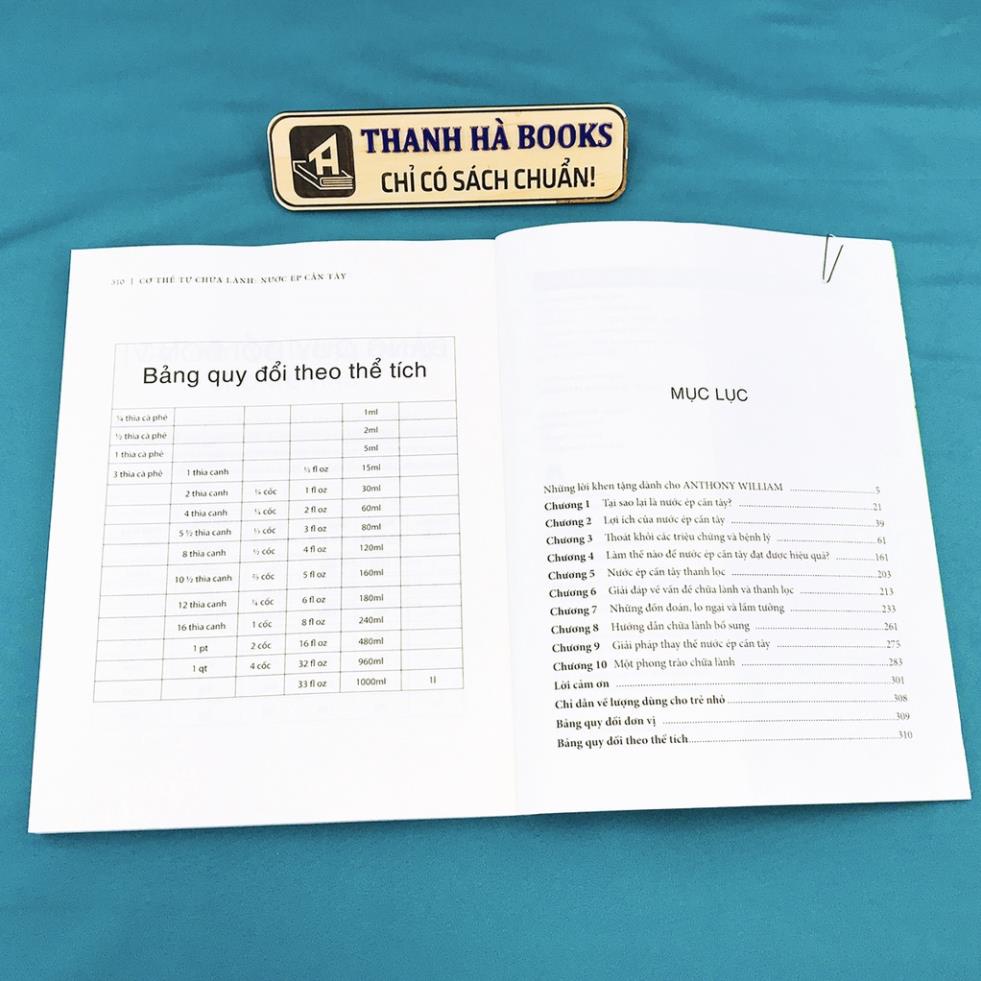 THANH HÀ BOOKS
CHỈ CÓ SÁCH CHUẨN!
310 | CƠ THỂ TỰ CHỮA LÀNH: NƯỚC ÉP CẦN TÂY
Bảng quy đổi theo thể tích
¼ thìa cà phê 1ml
½ thìa cà phê 2ml
1 thìa cà phê 5ml
3 thìa cà phê 1 thìa canh ½ fl oz 15ml
2 thìa canh ⅛ cốc 1 fl oz 30ml
4 thìa canh ¼ cốc 2 fl oz 60ml
5 ½ thìa canh ⅓ cốc 3 fl oz 80ml
8 thìa canh ½ cốc 4 fl oz 120ml
10 ½ thìa canh ⅔ cốc 5 fl oz 160ml
12 thìa canh ¾ cốc 6 fl oz 180ml
16 thìa canh 1 cốc 8 fl oz 240ml
1 pt 2 cốc 16 fl oz 480ml
1 qt 4 cốc 32 fl oz 960ml
33 fl oz 1000ml 1l
MỤC LỤC
Những lời khen tặng dành cho ANTHONY WILLIAM 5
Chương 1 Tại sao lại là nước ép cần tây? 21
Chương 2 Lợi ích của nước ép cần tây 39
Chương 3 Thoát khỏi các triệu chứng và bệnh lý 61
Chương 4 Làm thế nào để nước ép cần tây đạt được hiệu quả? 161
Chương 5 Nước ép cần tây thanh lọc 203
Chương 6 Giải đáp về vấn đề chữa lành và thanh lọc 213
Chương 7 Những đồn đoán, lo ngại và lầm tưởng 233
Chương 8 Hướng dẫn chữa lành bổ sung 261
Chương 9 Giải pháp thay thế nước ép cần tây 275
Chương 10 Một phong trào chữa lành 283
Lời cảm ơn 301
Chỉ dẫn về lượng dùng cho trẻ nhỏ 308
Bảng quy đổi đơn vị 309
Bảng quy đổi theo thể tích 310